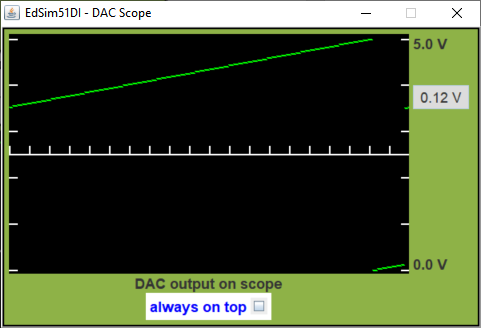 EdSim51DI - DAC Scope
5.0 V
0.12 V
0.0 V
DAC output on scope
always on top